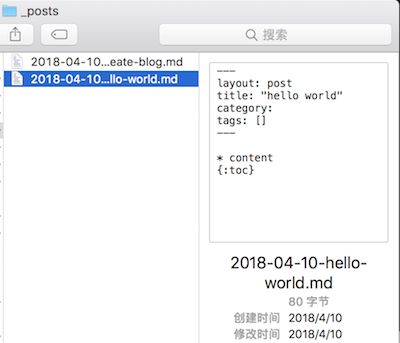 _posts
搜索
2018-04-10...eate-blog.md
2018-04-10...llo-world.md
---
layout: post
title: "hello world"
category:
tags: []
---
* content
{:toc}
2018-04-10-hello-
world.md
80 字节
创建时间 2018/4/10
修改时间 2018/4/10